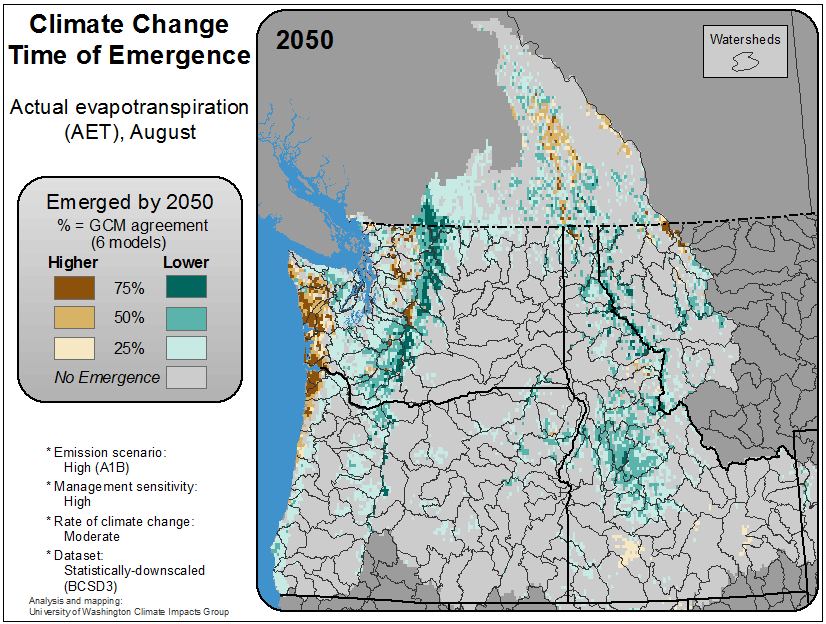 Climate Change
Time of Emergence
Actual evapotranspiration
(AET), August
Emerged by 2050
% = GCM agreement
(6 models)
Higher Lower
75%
50%
25%
No Emergence
* Emission scenario:
High (A1B)
* Management sensitivity:
High
* Rate of climate change:
Moderate
* Dataset:
Statistically-downscaled
(BCSD3)
Analysis and mapping:
University of Washington Climate Impacts Group
2050
Watersheds